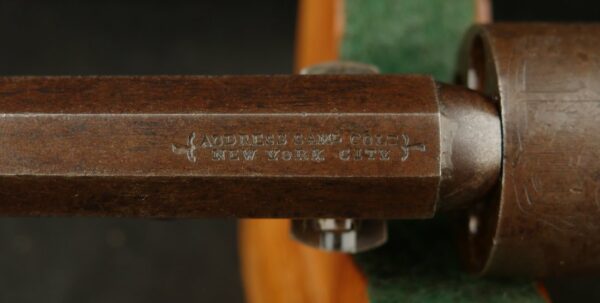 ADDRESS SAML COLT
NEW YORK CITY